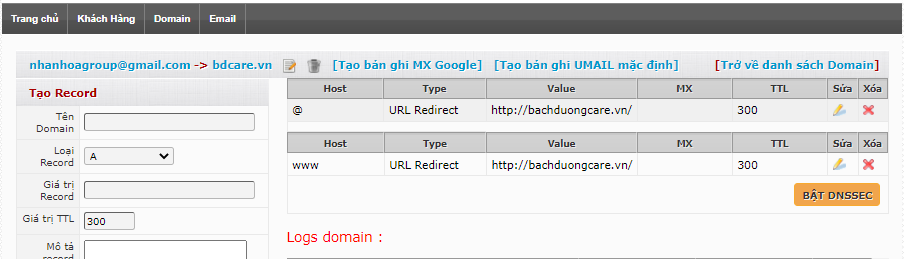 Trang chủ Khách Hàng Domain Email
nhanhoagroup@gmail.com -> bdcare.vn [Tạo bản ghi MX Google] [Tạo bản ghi UMAIL mặc định] [Trở về danh sách Domain]
Tạo Record
Tên Domain
Loại Record A
Giá trị Record
Giá trị TTL 300
Mô tả record
Host Type Value MX TTL Sửa Xóa
@ URL Redirect http://bachduongcare.vn/ 300
Host Type Value MX TTL Sửa Xóa
www URL Redirect http://bachduongcare.vn/ 300
BẬT DNSSEC
Logs domain :